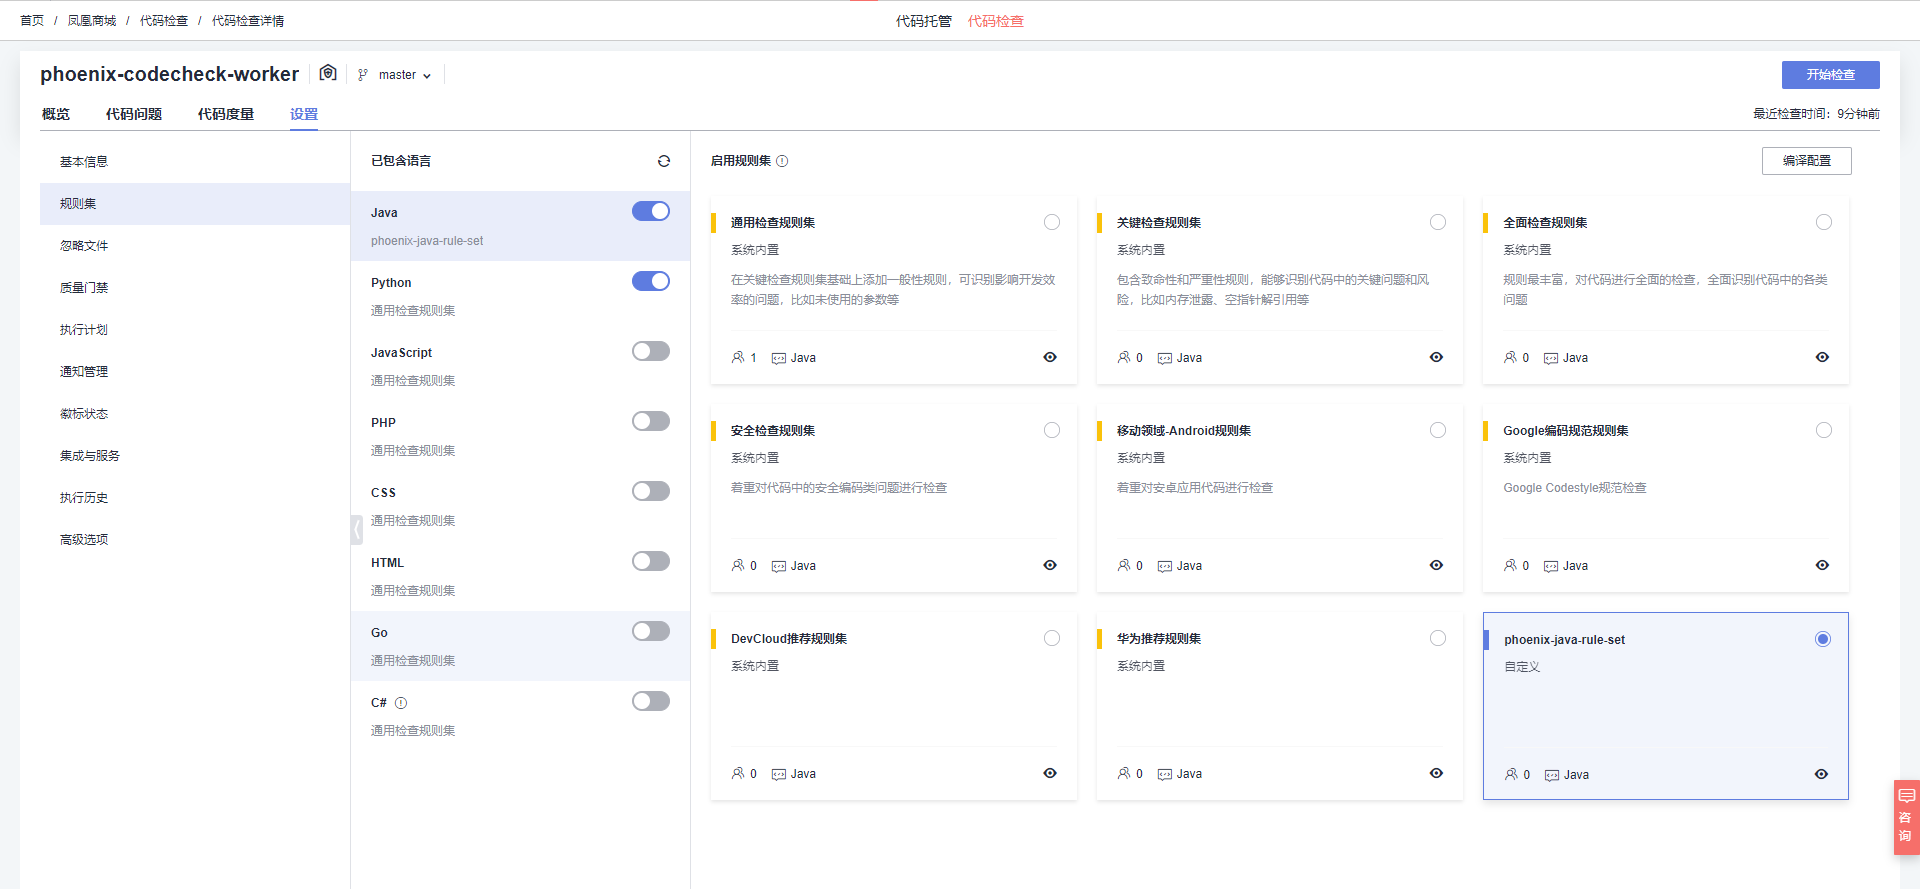 首页 / 凤凰商城 / 代码检查 / 代码检查详情
代码托管 代码检查
phoenix-codecheck-worker master
开始检查
概览 代码问题 代码度量 设置
最近检查时间：9分钟前
基本信息
规则集
忽略文件
质量门禁
执行计划
通知管理
徽标状态
集成与服务
执行历史
高级选项
已包含语言
Java
phoenix-java-rule-set
Python
通用检查规则集
JavaScript
通用检查规则集
PHP
通用检查规则集
CSS
通用检查规则集
HTML
通用检查规则集
Go
通用检查规则集
C#
通用检查规则集
启用规则集
编译配置
通用检查规则集
系统内置
在关键检查规则集基础上添加一般性规则，可识别影响开发效
率的问题，比如未使用的参数等
1 Java
关键检查规则集
系统内置
包含致命性和严重性规则，能够识别代码中的关键问题和风
险，比如内存泄露、空指针解引用等
0 Java
全面检查规则集
系统内置
规则最丰富，对代码进行全面的检查，全面识别代码中的各类
问题
0 Java
安全检查规则集
系统内置
着重对代码中的安全编码类问题进行检查
0 Java
移动领域-Android规则集
系统内置
着重对安卓应用代码进行检查
0 Java
Google编码规范规则集
系统内置
Google Codestyle规范检查
0 Java
DevCloud推荐规则集
系统内置
0 Java
华为推荐规则集
系统内置
0 Java
phoenix-java-rule-set
自定义
0 Java
咨
询